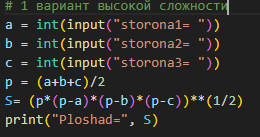 # 1 вариант высокой сложности
a = int(input("storona1= "))
b = int(input("storona2= "))
c = int(input("storona3= "))
p = (a+b+c)/2
S= (p*(p-a)*(p-b)*(p-c))**(1/2)
print("Ploshad=", S)